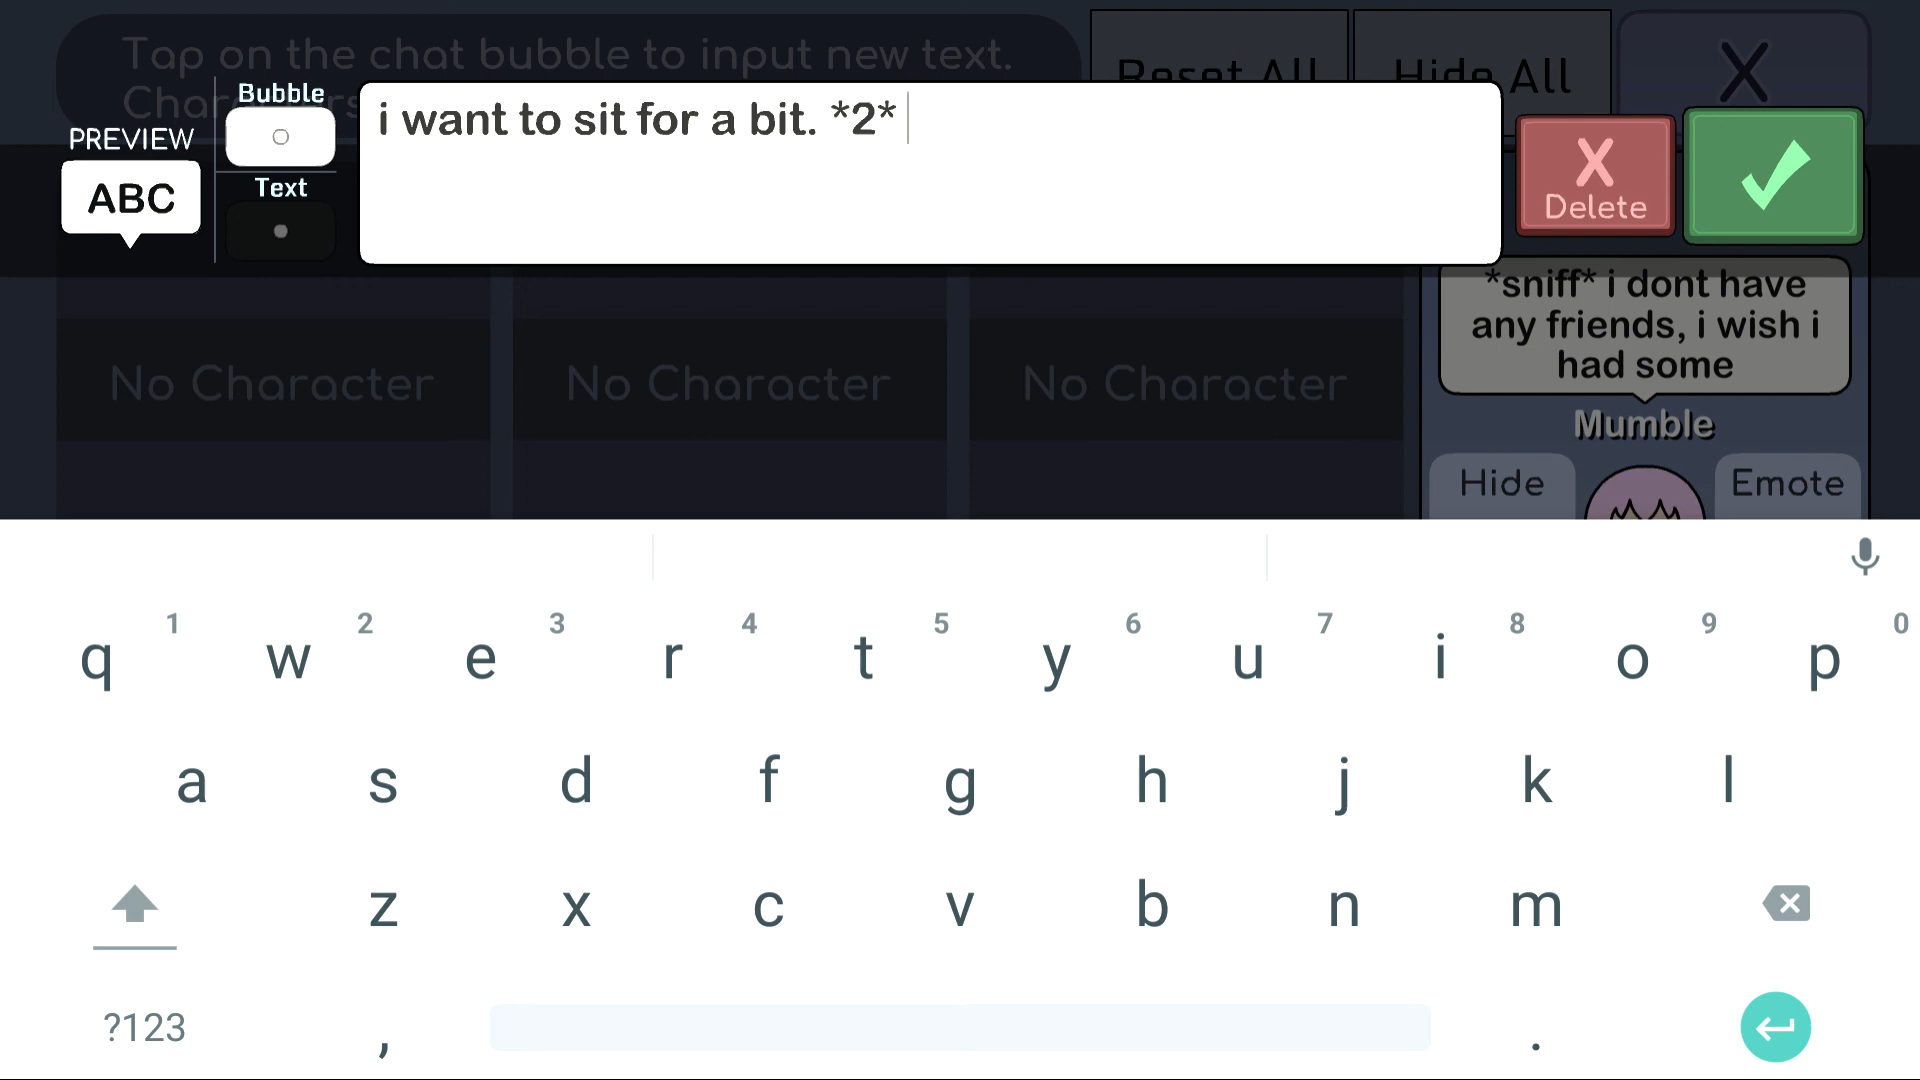 Tap on the chat bubble to input new text.
Reset All
Hide All
X
Characters
Bubble
PREVIEW
ABC
Text
i want to sit for a bit. *2*
X
Delete
*sniff* i dont have
any friends, i wish i
had some
No Character
No Character
No Character
Mumble
Hide
Emote
1 2 3 4 5 6 7 8 9 0
q w e r t y u i o p
a s d f g h j k l
z x c v b n m
?123 , .